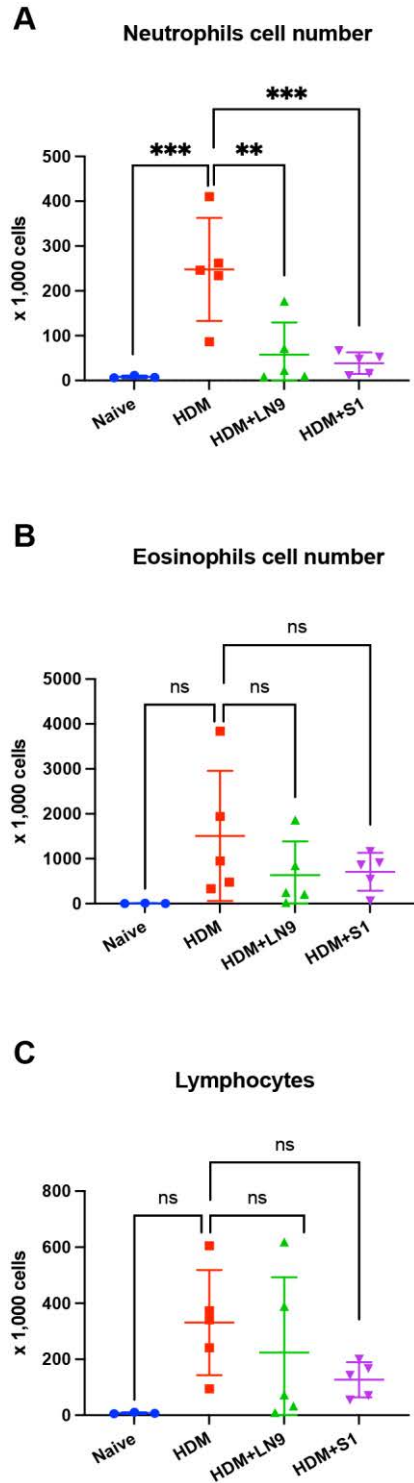 A
Neutrophils cell number
***
*** **
500
400
300
200
100
0
x 1,000 cells
Naive
HDM
HDM+LN9
HDM+S1
B
Eosinophils cell number
ns
ns ns
5000
4000
3000
2000
1000
0
x 1,000 cells
Naive
HDM
HDM+LN9
HDM+S1
C
Lymphocytes
ns
ns ns
800
600
400
200
0
x 1,000 cells
Naive
HDM
HDM+LN9
HDM+S1